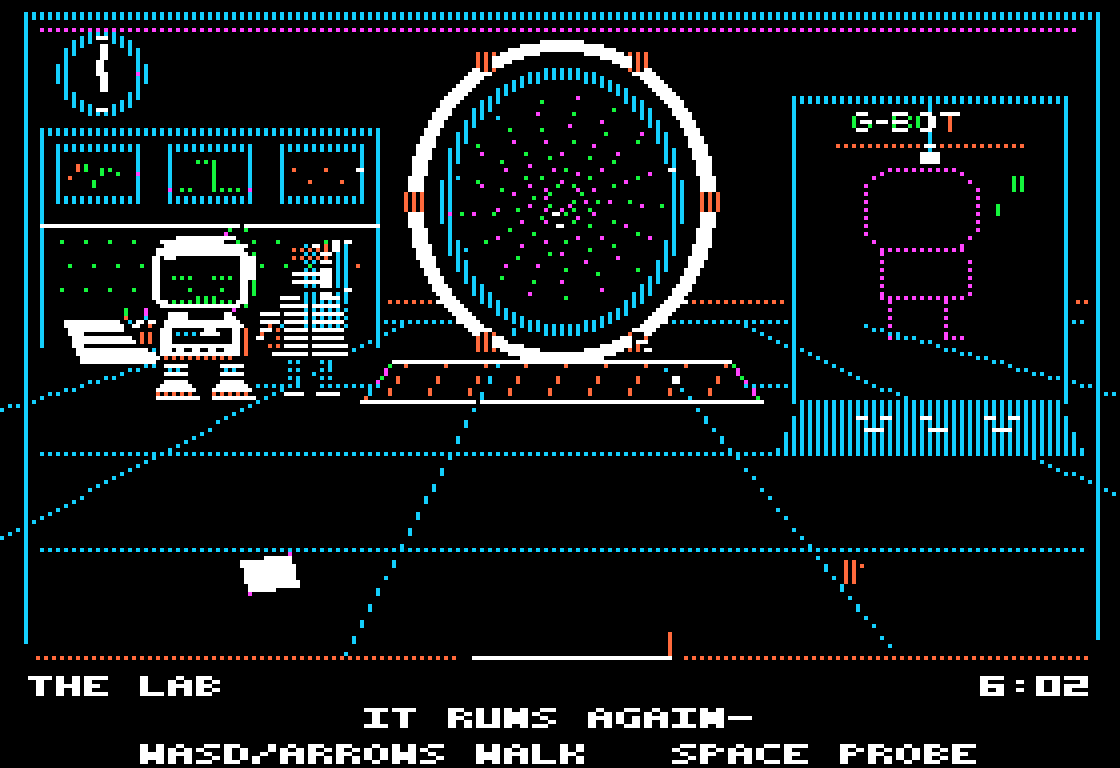 G-BOT
THE LAB 6:02
IT RUNS AGAIN-
WASD/ARROWS WALK SPACE PROBE